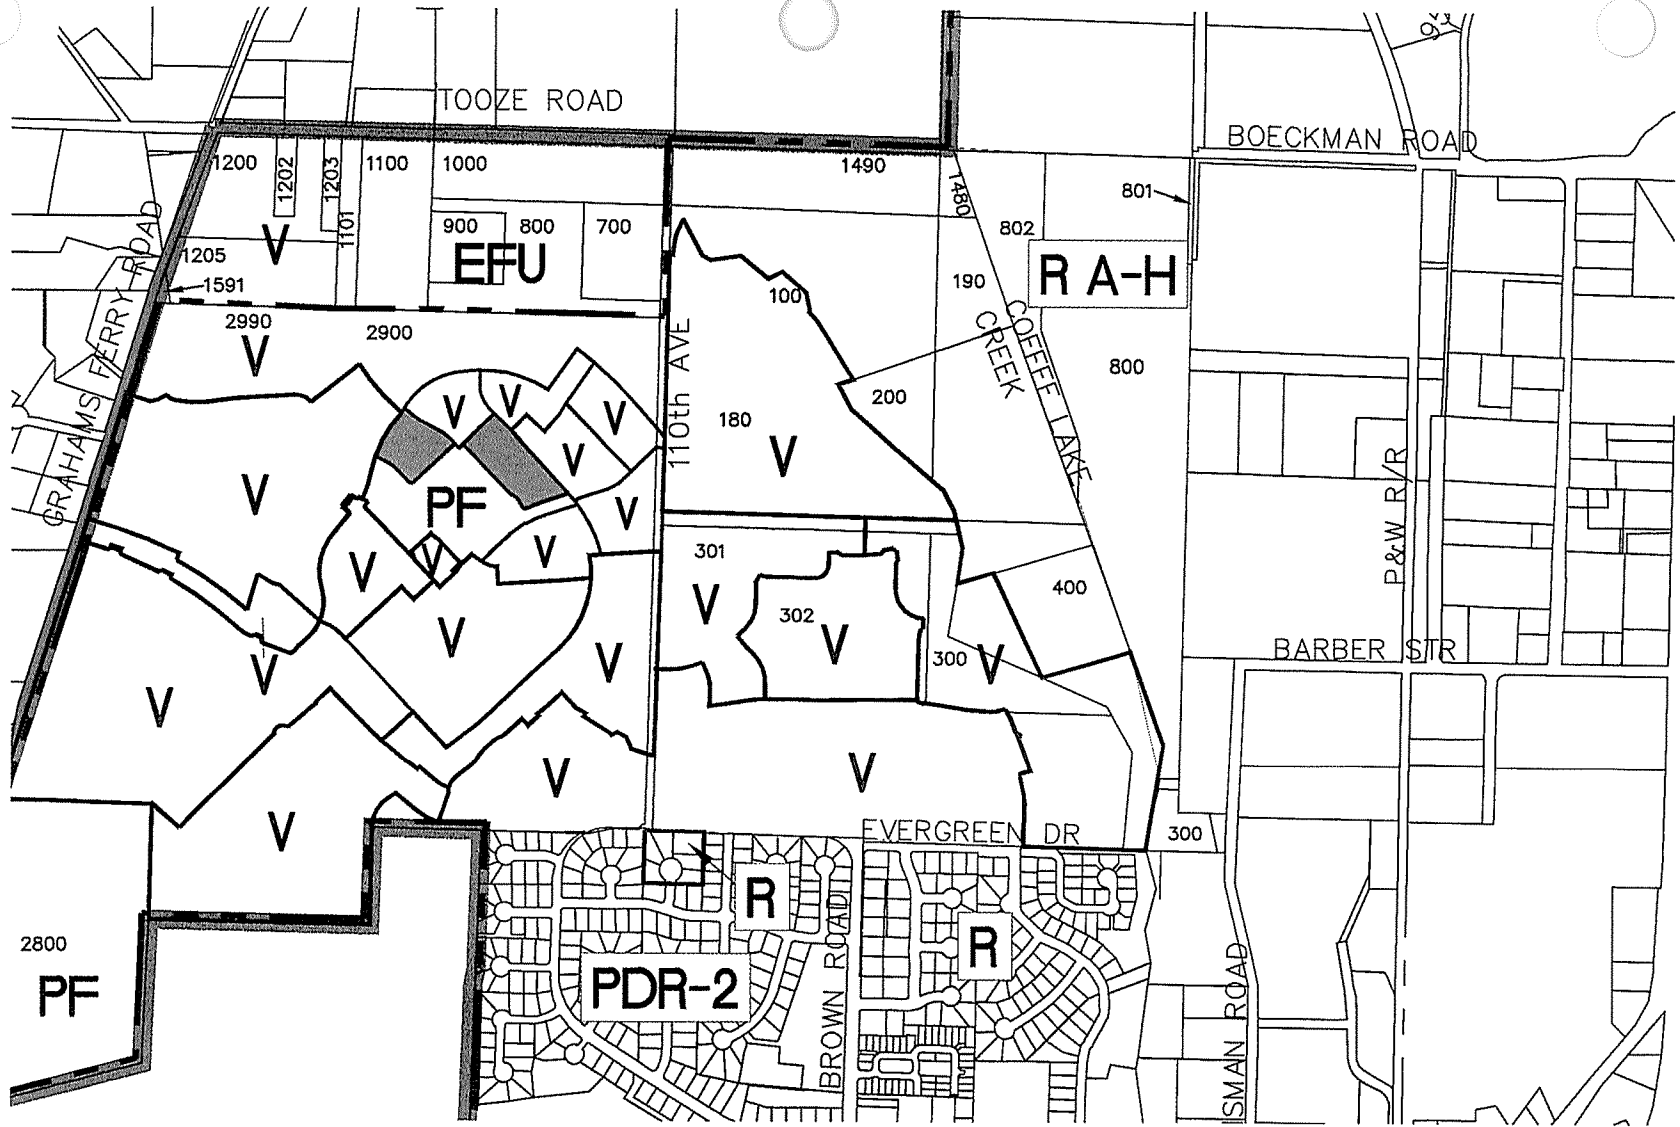 TOOZE ROAD
BOECKMAN ROAD
1200
1202
1203
1100
1000
1490
1480
801
1101
900
800
700
802
V
EFU
R A-H
1205
1591
190
100
GRAHAMS FERRY ROAD
2990
2900
V
110th AVE
COFFEE LAKE
CREEK
800
200
180
V
V
V
V
V
V
PF
V
V
V
V
V
P&W R/R
301
V
400
302
V
V
V
300
V
BARBER STR
V
V
V
V
V
EVERGREEN DR
300
R
R
2800
PF
PDR-2
BROWN ROAD
ISMAN ROAD